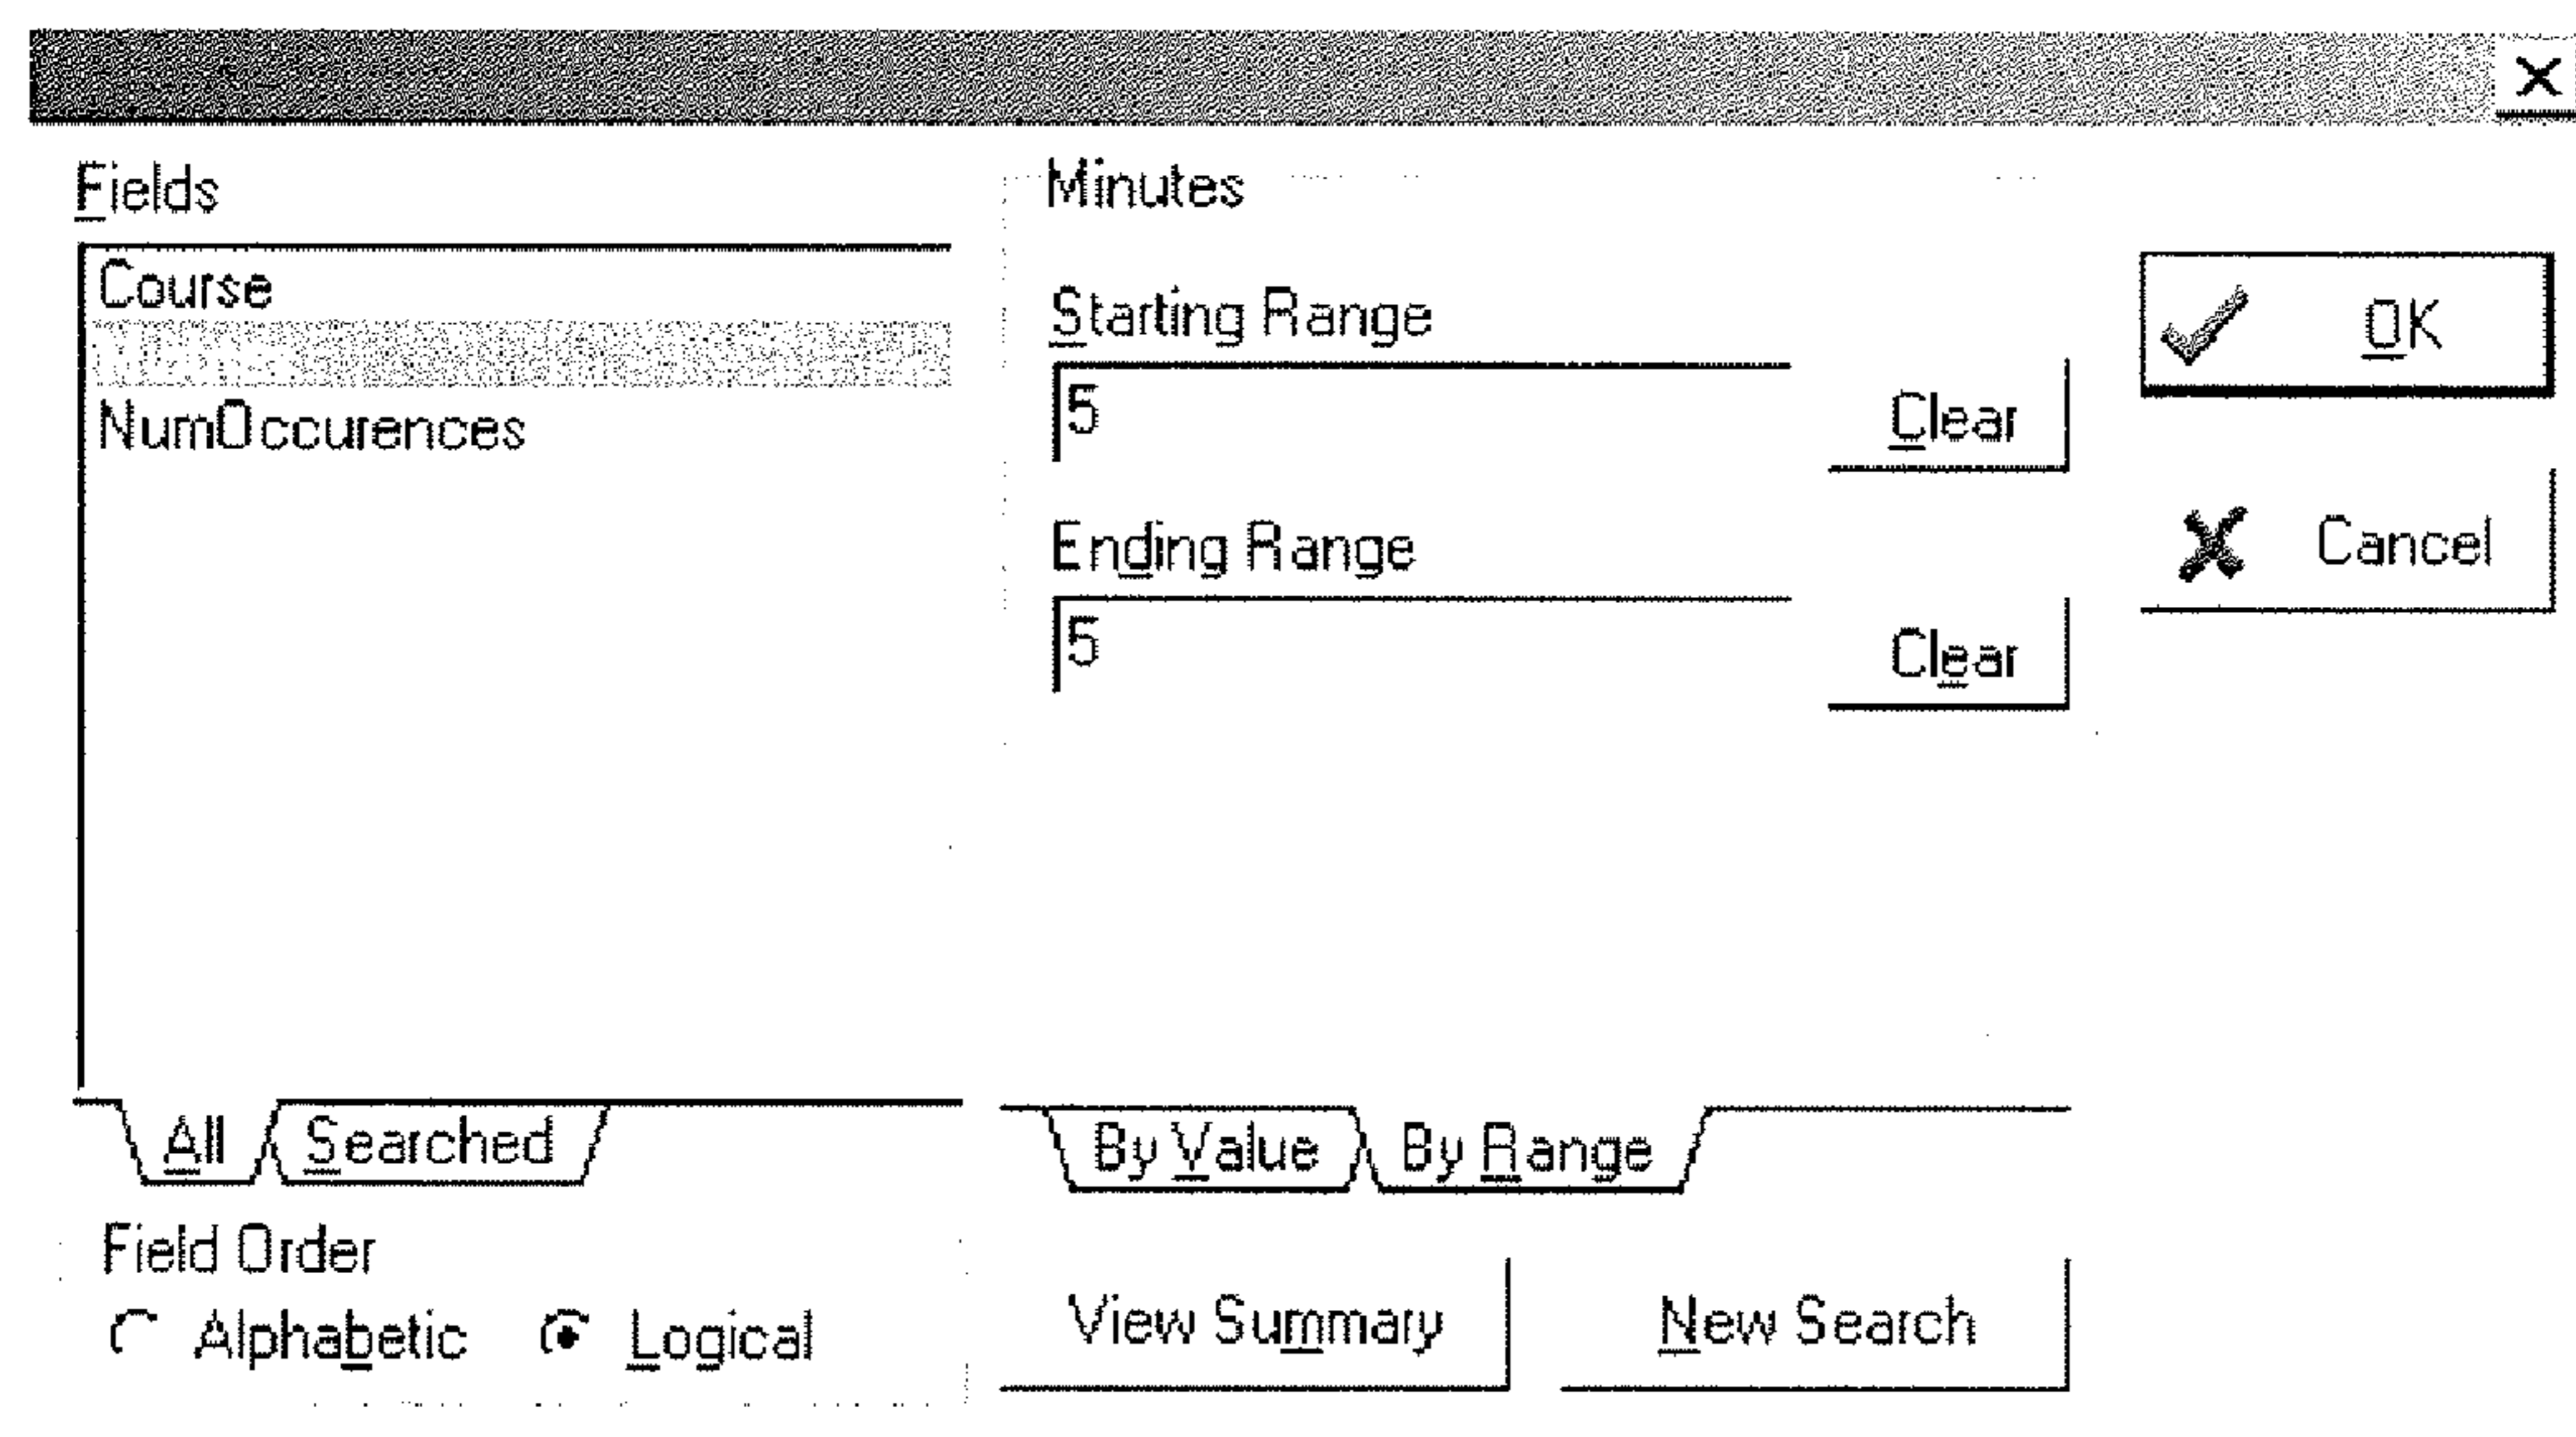 Fields
Course
NumOccurences
All
Searched
Field Order
Alphabetic
Logical
Minutes
Starting Range
5
Clear
Ending Range
5
Clear
By Value
By Range
View Summary
New Search
OK
Cancel